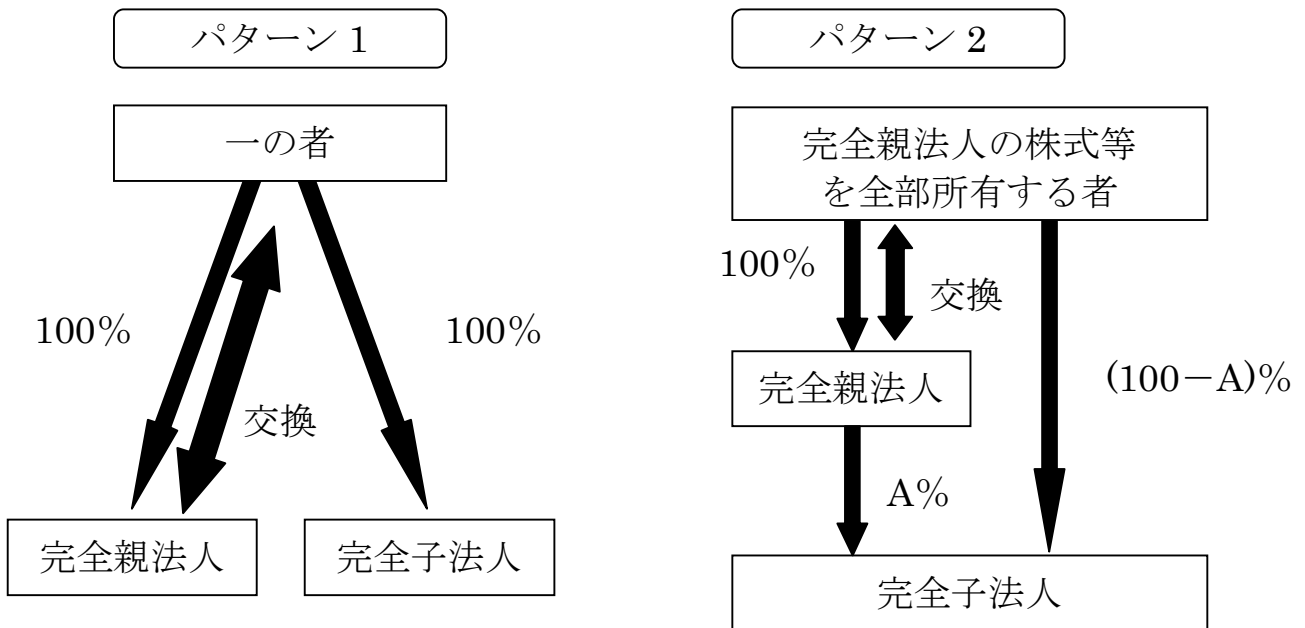 パターン 1
一の者
100%
100%
交換
完全親法人
完全子法人
パターン 2
完全親法人の株式等
を全部所有する者
100%
交換
完全親法人
(100-A)%
A%
完全子法人